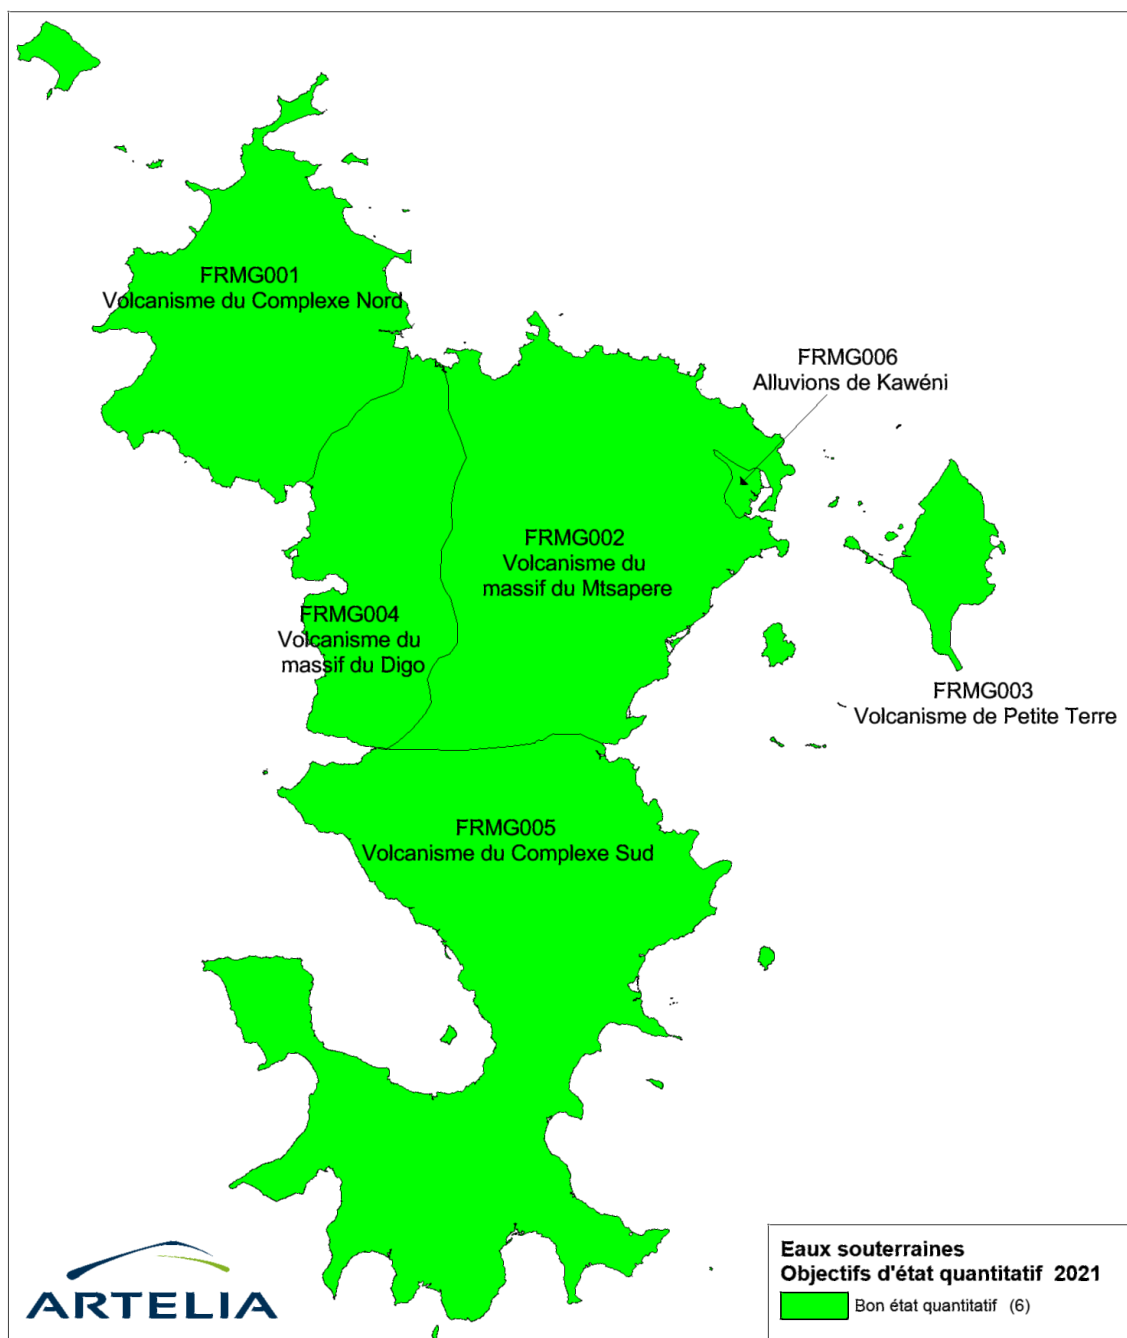 FRMG001
Volcanisme du Complexe Nord
FRMG006
Alluvions de Kawéni
FRMG002
Volcanisme du
massif du Mtsapere
FRMG004
Volcanisme du
massif du Digo
FRMG003
Volcanisme de Petite Terre
FRMG005
Volcanisme du Complexe Sud
ARTELIA
Eaux souterraines
Objectifs d'état quantitatif 2021
Bon état quantitatif (6)